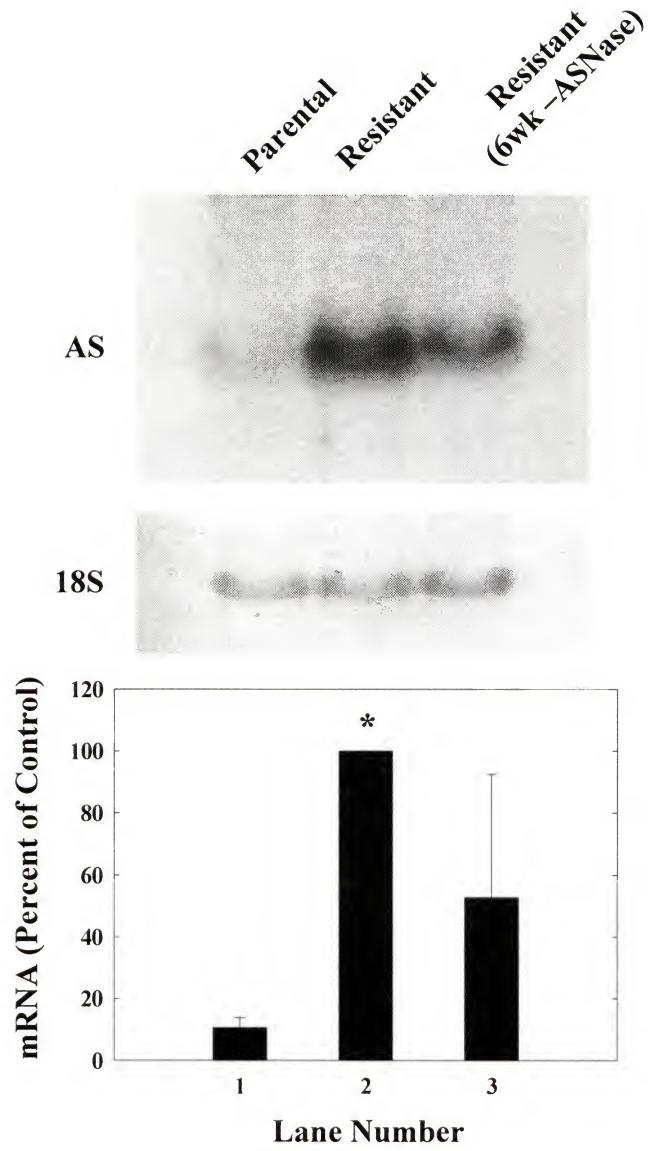 Parental
Resistant
Resistant
(6wk –ASNase)
AS
18S
mRNA (Percent of Control)
120
100
80
60
40
20
0
*
1
2
3
Lane Number